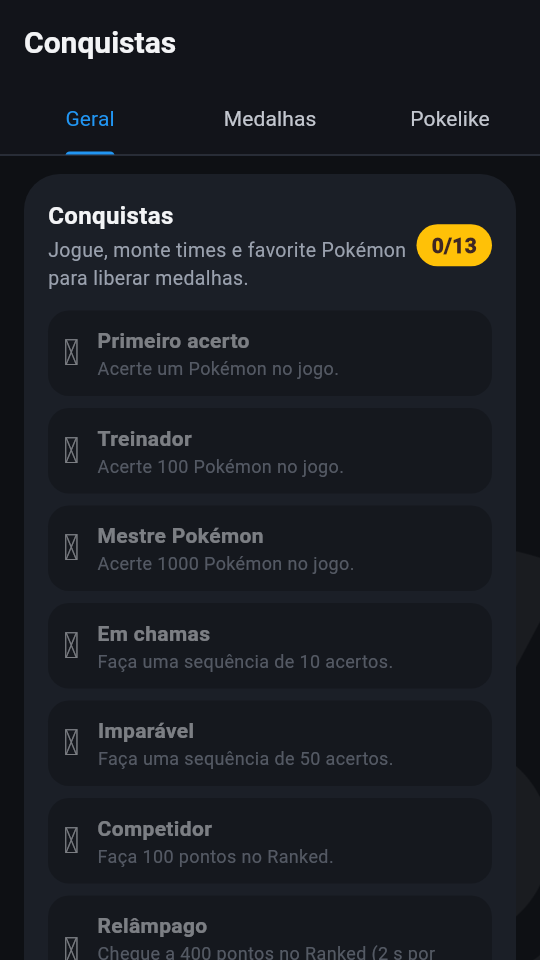 Conquistas
Geral
Medalhas
Pokelike
Conquistas
Jogue, monte times e favorite Pokémon
para liberar medalhas.
0/13
Primeiro acerto
Acerte um Pokémon no jogo.
Treinador
Acerte 100 Pokémon no jogo.
Mestre Pokémon
Acerte 1000 Pokémon no jogo.
Em chamas
Faça uma sequência de 10 acertos.
Imparável
Faça uma sequência de 50 acertos.
Competidor
Faça 100 pontos no Ranked.
Relâmpago
Chegue a 400 pontos no Ranked (2 s por